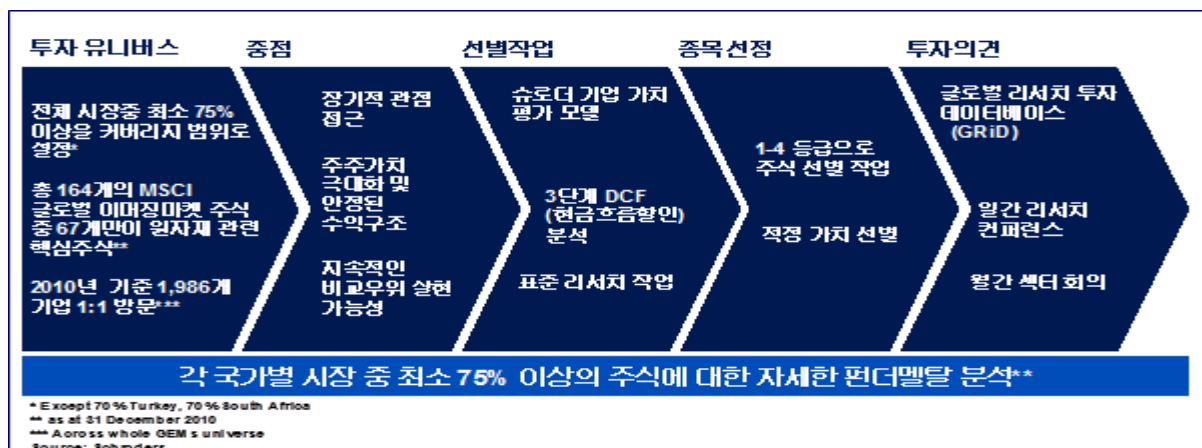 투자 유니버스
중점
선별작업
종목선정
투자의견
전체 시장중 최소 75%
이상을 커버리지 범위로
설정*
총 164개의 MSCI
글로벌 이머징마켓 주식
중 67개만이 원자재 관련
핵심주식**
2010년 기준 1,986개
기업 1:1 방문***
장기적 관점
접근
주주가치
극대화 및
안정된
수익구조
지속적인
비교우위 실현
가능성
슈로더 기업 가치
평가 모델
3단계 DCF
(현금흐름할인)
분석
표준 리서치 작업
1-4 등급으로
주식 선별 작업
적정 가치 선별
글로벌 리서치 투자
데이터베이스
(GRiD)
일간 리서치
컨퍼런스
월간 섹터 회의
각 국가별 시장 중 최소 75% 이상의 주식에 대한 자세한 펀더멘탈 분석**
* Except 70% Turkey, 70% South Africa
** as at 31 December 2010
*** Across whole GEMs universe
Source: Schroders